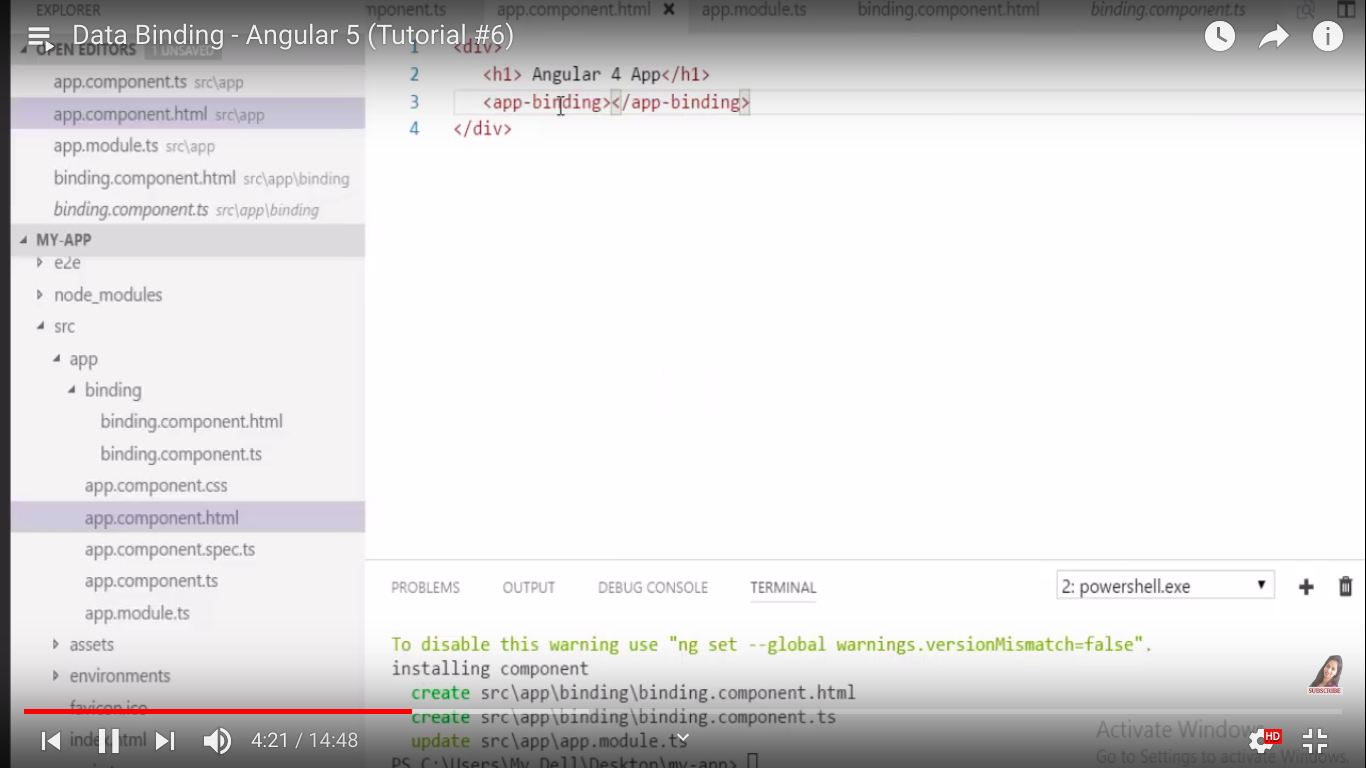 EXPLORER
mponent.ts app.component.html × app.module.ts binding.component.html binding.component.ts
Data Binding - Angular 5 (Tutorial #6)
OPEN EDITORS 1 UNSAVED
app.component.ts src\app
app.component.html src\app
app.module.ts src\app
binding.component.html src\app\binding
binding.component.ts src\app\binding
MY-APP
e2e
node_modules
src
app
binding
binding.component.html
binding.component.ts
app.component.css
app.component.html
app.component.spec.ts
app.component.ts
app.module.ts
assets
environments
favicon.ico
index.html
1 <div>
2 <h1> Angular 4 App</h1>
3 <app-binding></app-binding>
4 </div>
PROBLEMS OUTPUT DEBUG CONSOLE TERMINAL 2: powershell.exe
To disable this warning use "ng set --global warnings.versionMismatch=false".
installing component
create src\app\binding\binding.component.html
create src\app\binding\binding.component.ts
update src\app\app.module.ts
PS C:\Users\My Dell\Desktop\my-app>
SUBSCRIBE
Activate Windows
Go to Settings to activate Windows.
4:21 / 14:48
HD